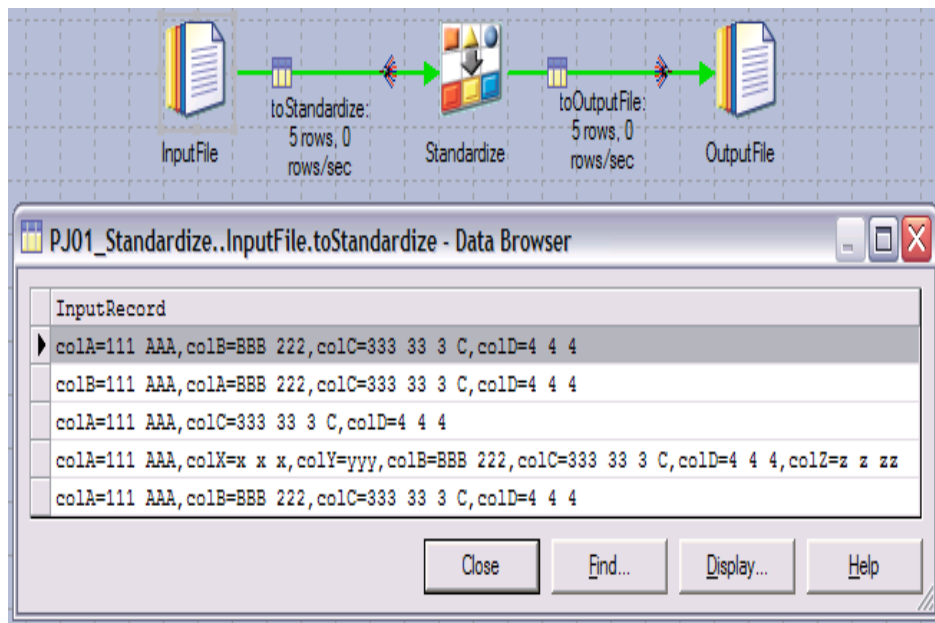 toStandardize:
5 rows, 0
rows/sec
toOutputFile:
5 rows, 0
rows/sec
InputFile
Standardize
OutputFile
PJ01_Standardize..InputFile.toStandardize - Data Browser
InputRecord
colA=111 AAA,colB=BBB 222,colC=333 33 3 C,colD=4 4 4
colB=111 AAA,colA=BBB 222,colC=333 33 3 C,colD=4 4 4
colA=111 AAA,colC=333 33 3 C,colD=4 4 4
colA=111 AAA,colX=x x x,colY=yyy,colB=BBB 222,colC=333 33 3 C,colD=4 4 4,colZ=z z zz
colA=111 AAA,colB=BBB 222,colC=333 33 3 C,colD=4 4 4
Close
Find...
Display...
Help